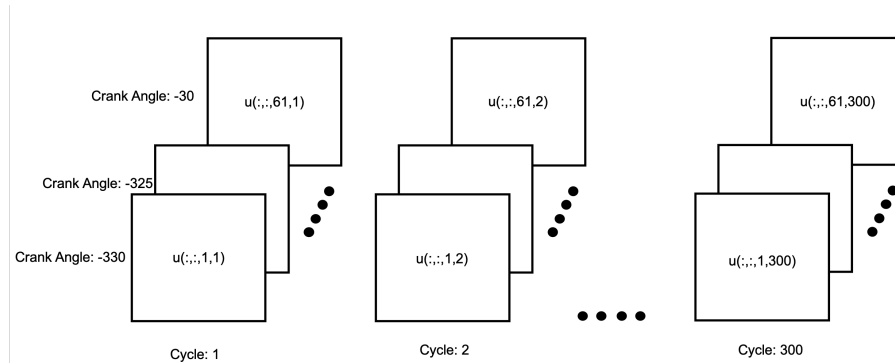 Crank Angle: -30
u(:,:,61,1)
u(:,:,61,2)
u(:,:,61,300)
Crank Angle: -325
Crank Angle: -330
u(:,:,1,1)
u(:,:,1,2)
u(:,:,1,300)
Cycle: 1
Cycle: 2
Cycle: 300